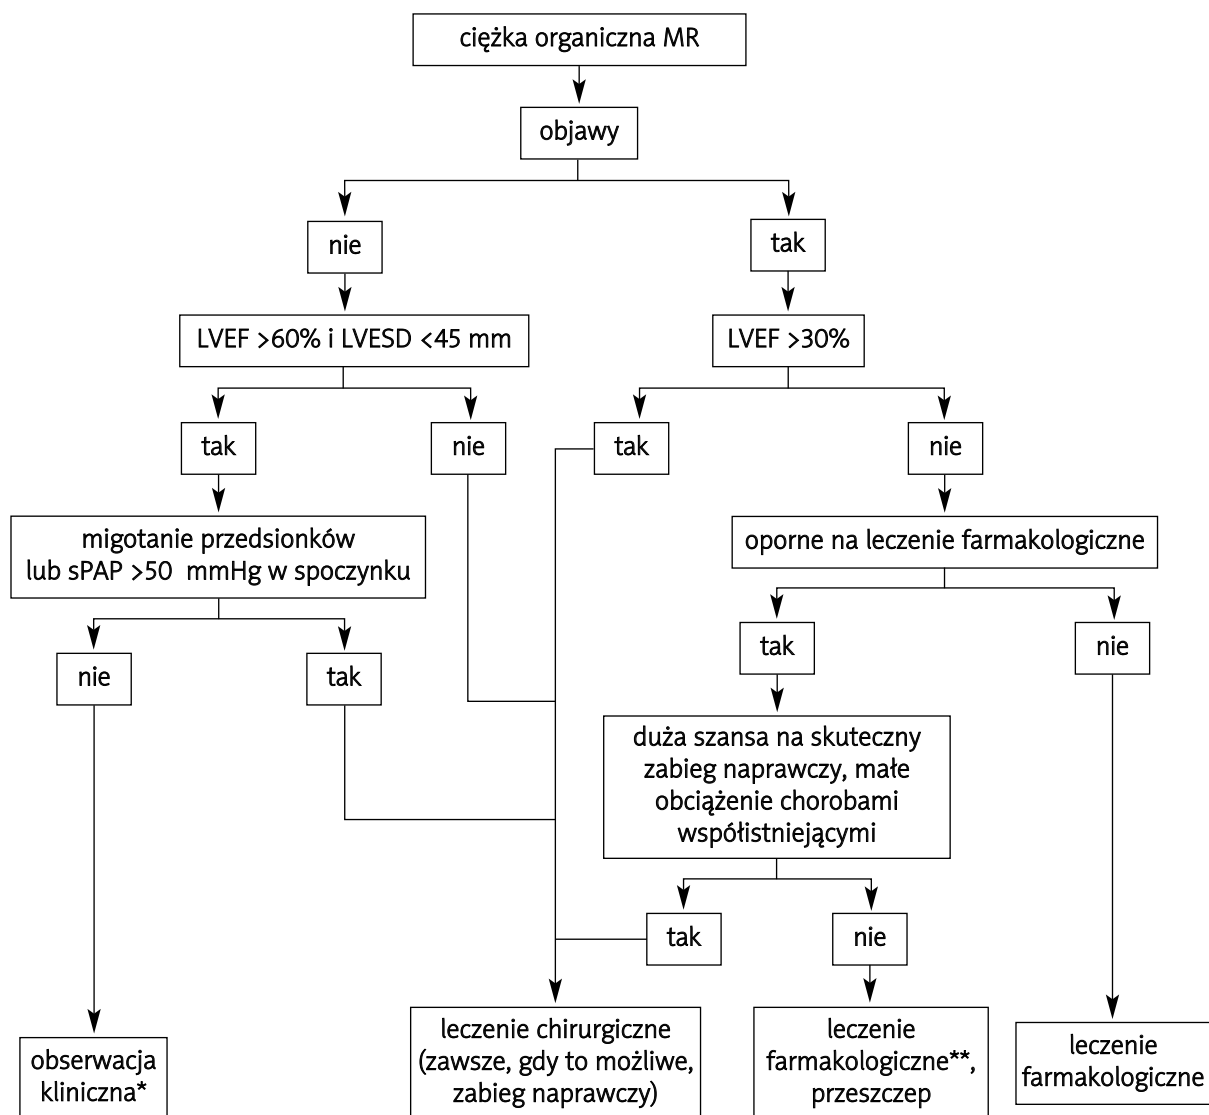 ciężka organiczna MR
objawy
nie
tak
LVEF >60% i LVESD <45 mm
LVEF >30%
tak
nie
tak
nie
migotanie przedsionków
lub sPAP >50 mmHg w spoczynku
oporne na leczenie farmakologiczne
nie
tak
tak
nie
duża szansa na skuteczny
zabieg naprawczy, małe
obciążenie chorobami
współistniejącymi
tak
nie
obserwacja
kliniczna*
leczenie chirurgiczne
(zawsze, gdy to możliwe,
zabieg naprawczy)
leczenie
farmakologiczne**,
przeszczep
leczenie
farmakologiczne